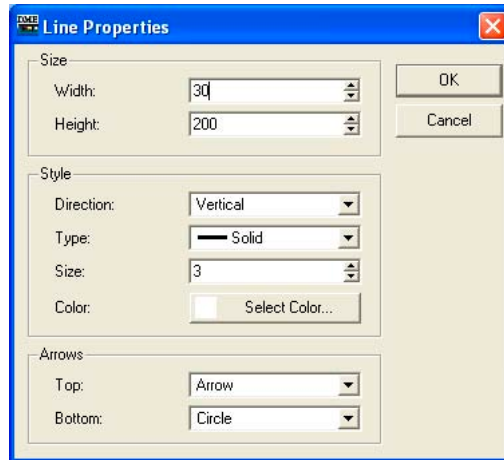 DME
Line Properties
Size
Width: 30
OK
Height: 200
Cancel
Style
Direction: Vertical
Type: Solid
Size: 3
Color: Select Color...
Arrows
Top: Arrow
Bottom: Circle